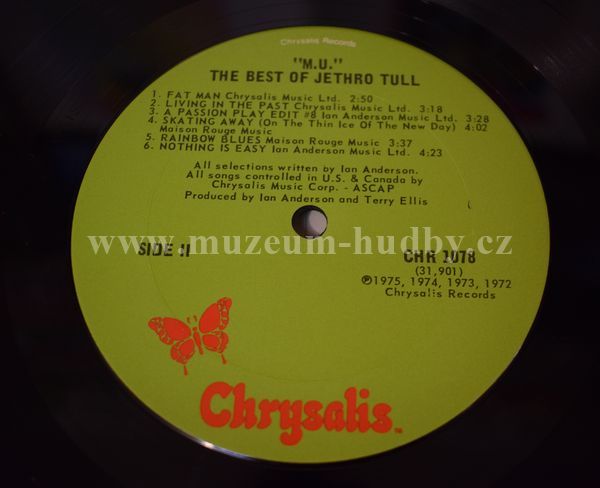 Chrysalis Records
"M.U."
THE BEST OF JETHRO TULL
1. FAT MAN Chrysalis Music Ltd. 2:50
2. LIVING IN THE PAST Chrysalis Music Ltd. 3:18
3. A PASSION PLAY EDIT #8 Ian Anderson Music Ltd. 3:28
4. SKATING AWAY (On The Thin Ice Of The New Day) 4:02
Maison Rouge Music
5. RAINBOW BLUES Maison Rouge Music 3:37
6. NOTHING IS EASY Ian Anderson Music Ltd. 4:23
All selections written by Ian Anderson.
All songs controlled in U.S. & Canada by
Chrysalis Music Corp. - ASCAP
Produced by Ian Anderson and Terry Ellis
www.muzeum-hudby.cz
SIDE II
CHR 1078
(31,901)
℗1975, 1974, 1973, 1972
Chrysalis Records
Chrysalis™